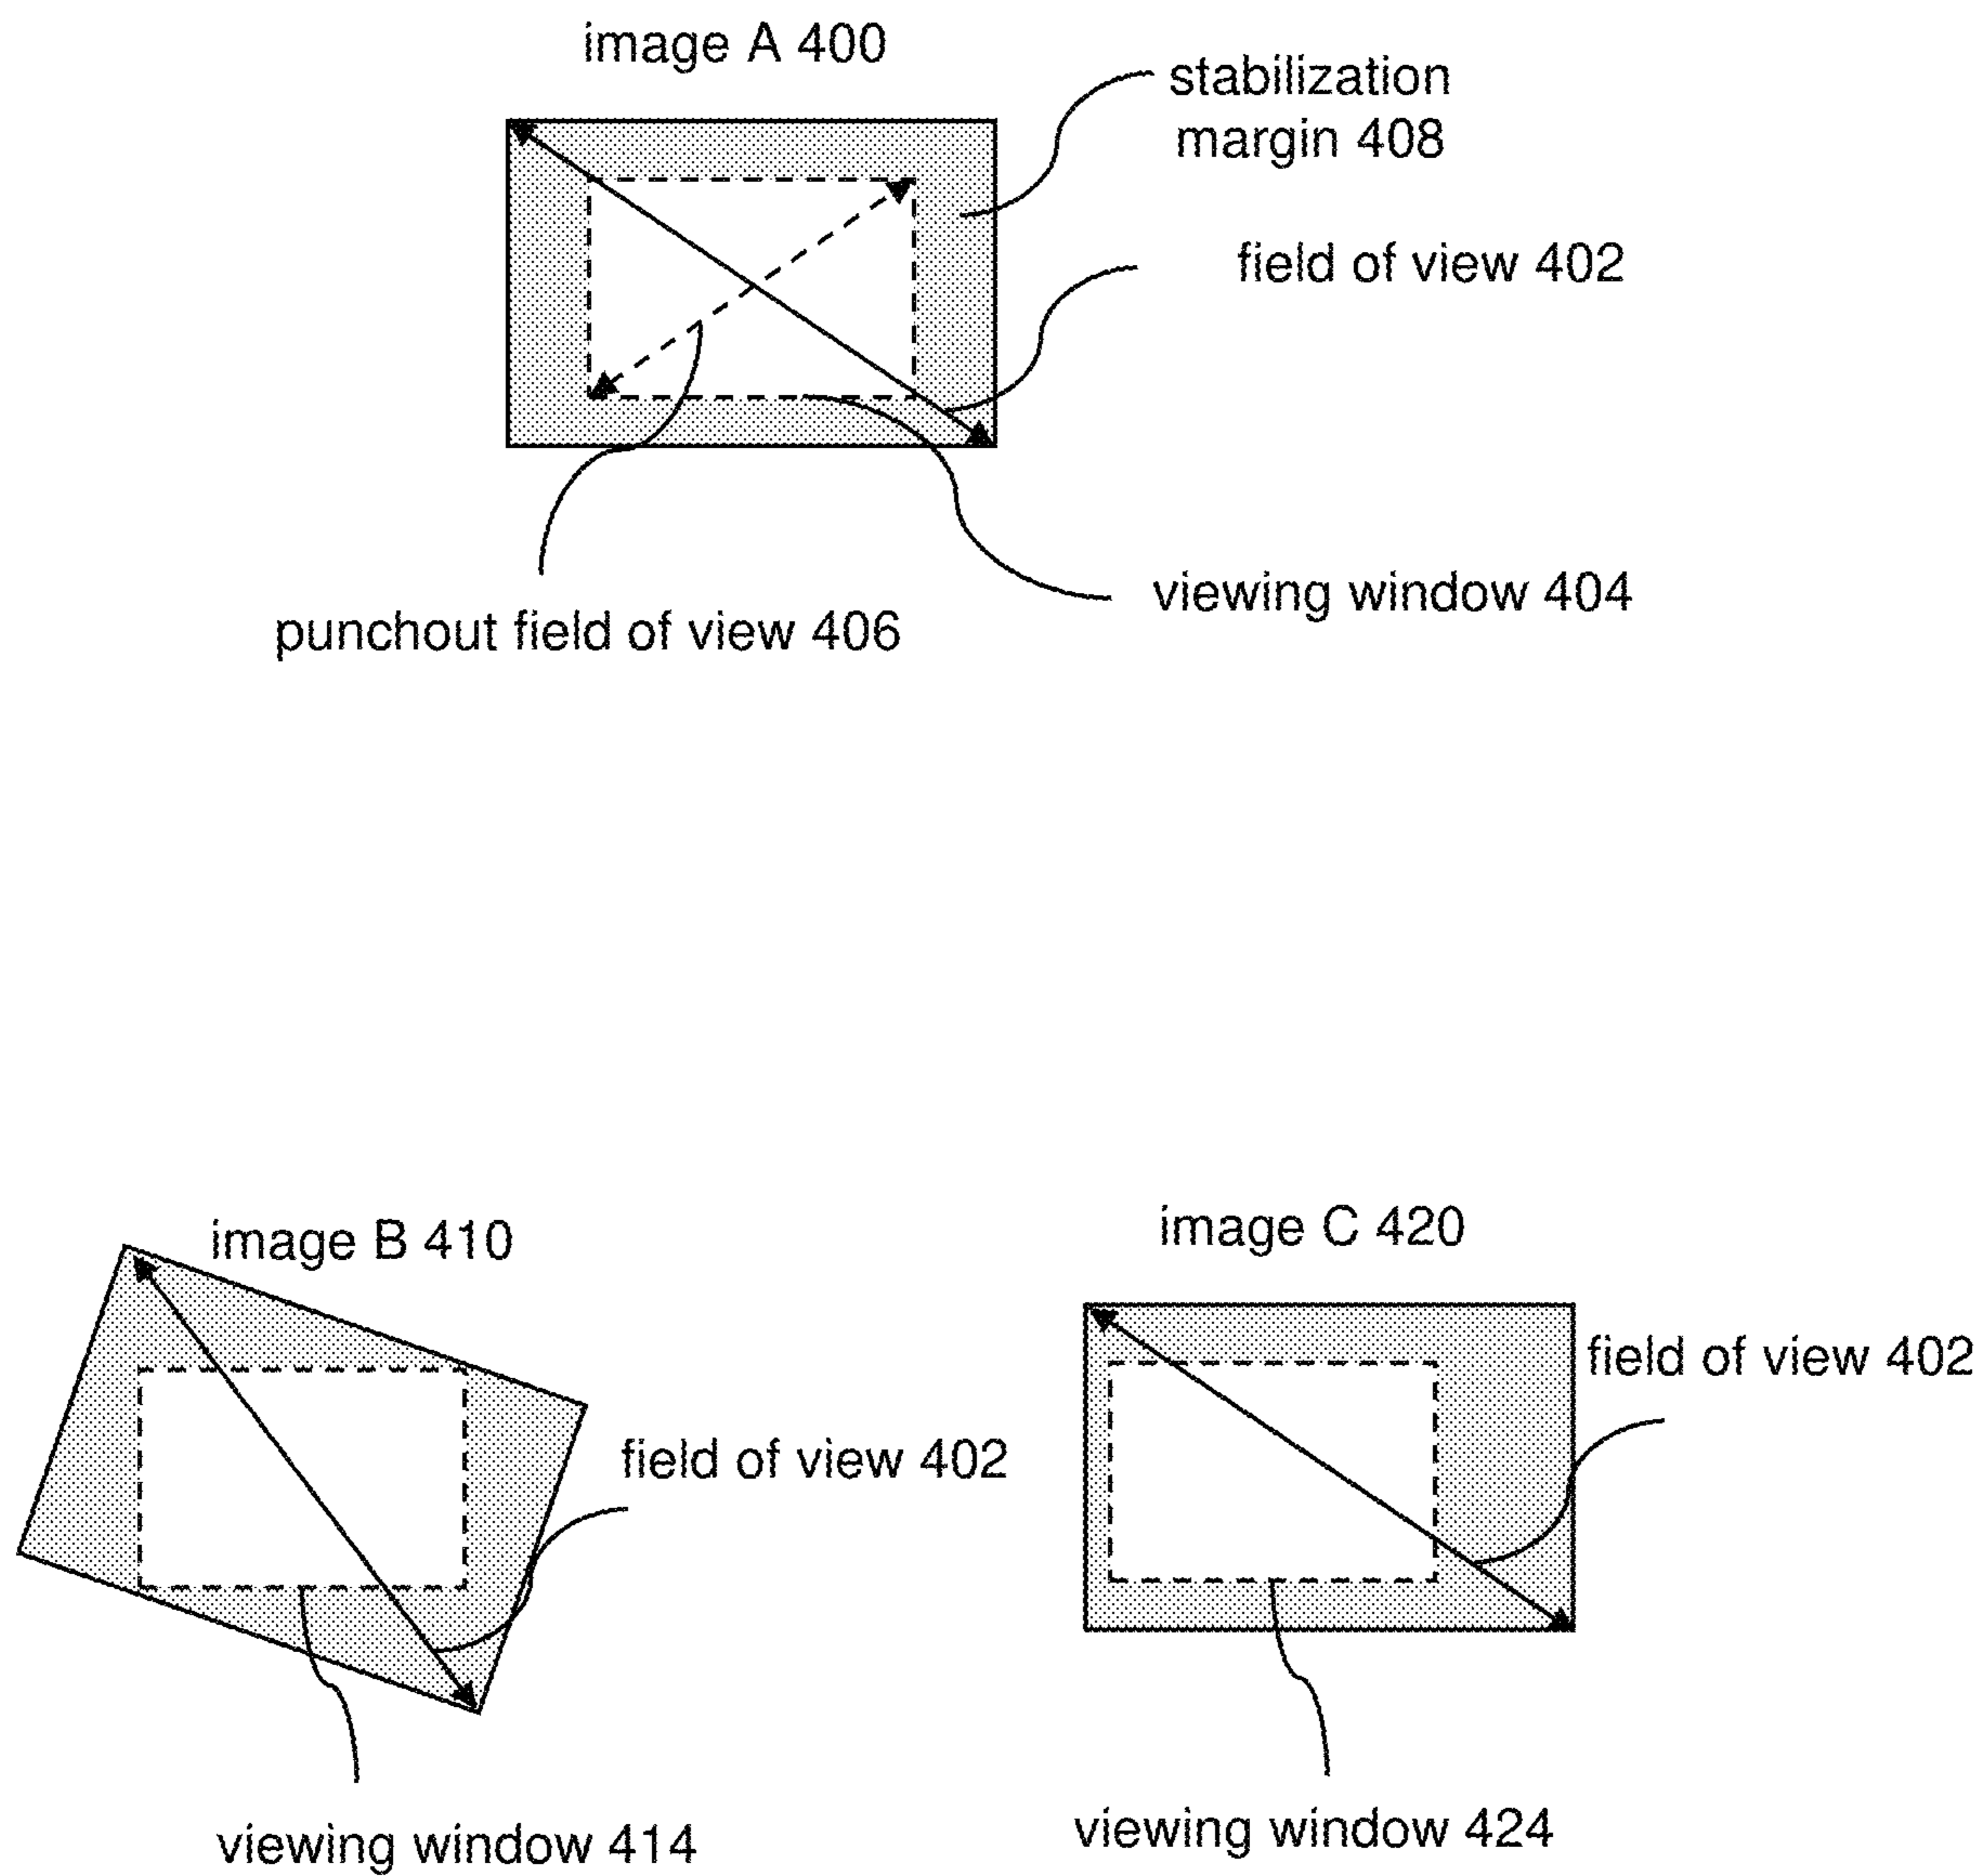 image A 400
stabilization
margin 408
field of view 402
viewing window 404
punchout field of view 406
image B 410
image C 420
field of view 402
field of view 402
viewing window 414
viewing window 424